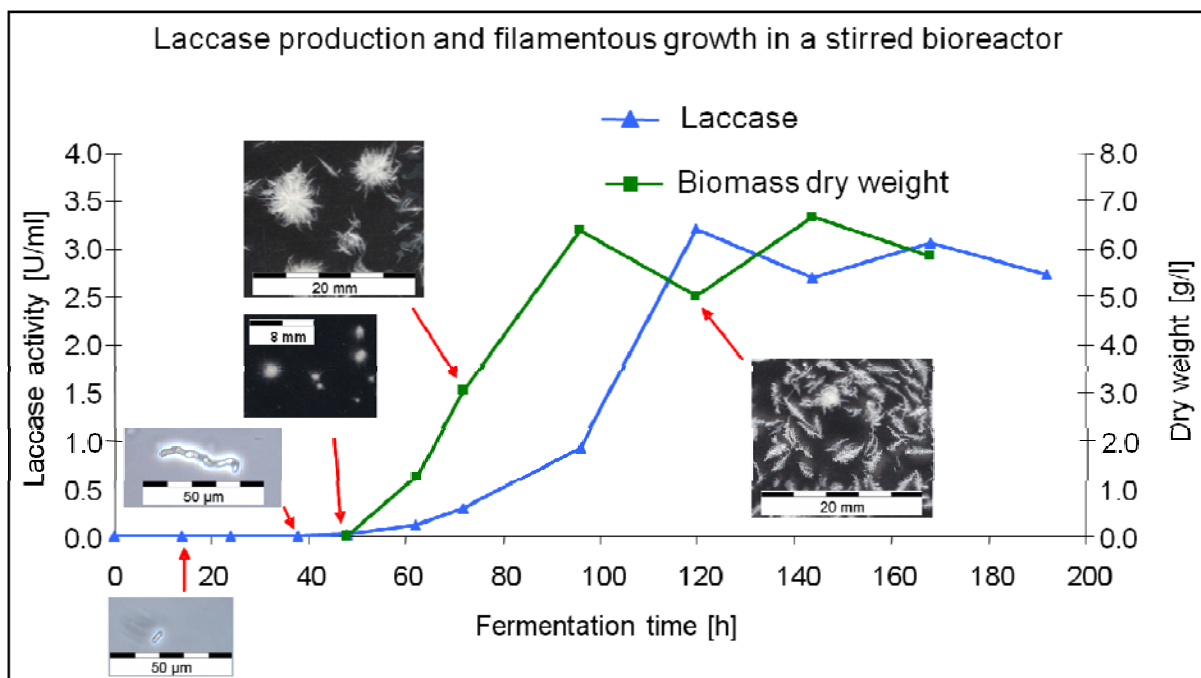 Laccase production and filamentous growth in a stirred bioreactor
Laccase
Biomass dry weight
Laccase activity [U/ml]
4.0
3.5
3.0
2.5
2.0
1.5
1.0
0.5
0.0
Dry weight [g/l]
8.0
7.0
6.0
5.0
4.0
3.0
2.0
1.0
0.0
20 mm
8 mm
50 µm
20 mm
0 20 40 60 80 100 120 140 160 180 200
Fermentation time [h]
50 µm